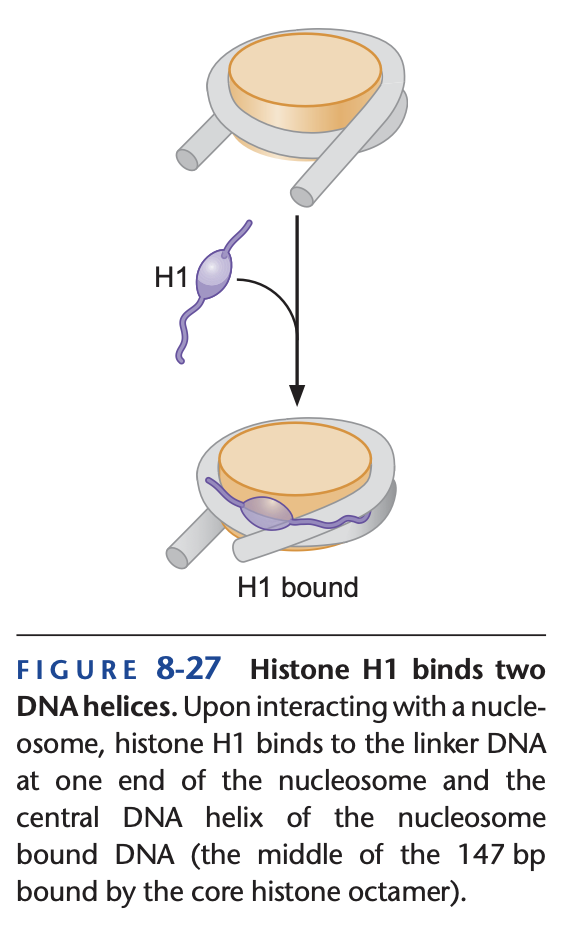 H1
H1 bound
FIGURE 8-27 Histone H1 binds two
DNA helices. Upon interacting with a nucle-
osome, histone H1 binds to the linker DNA
at one end of the nucleosome and the
central DNA helix of the nucleosome
bound DNA (the middle of the 147 bp
bound by the core histone octamer).